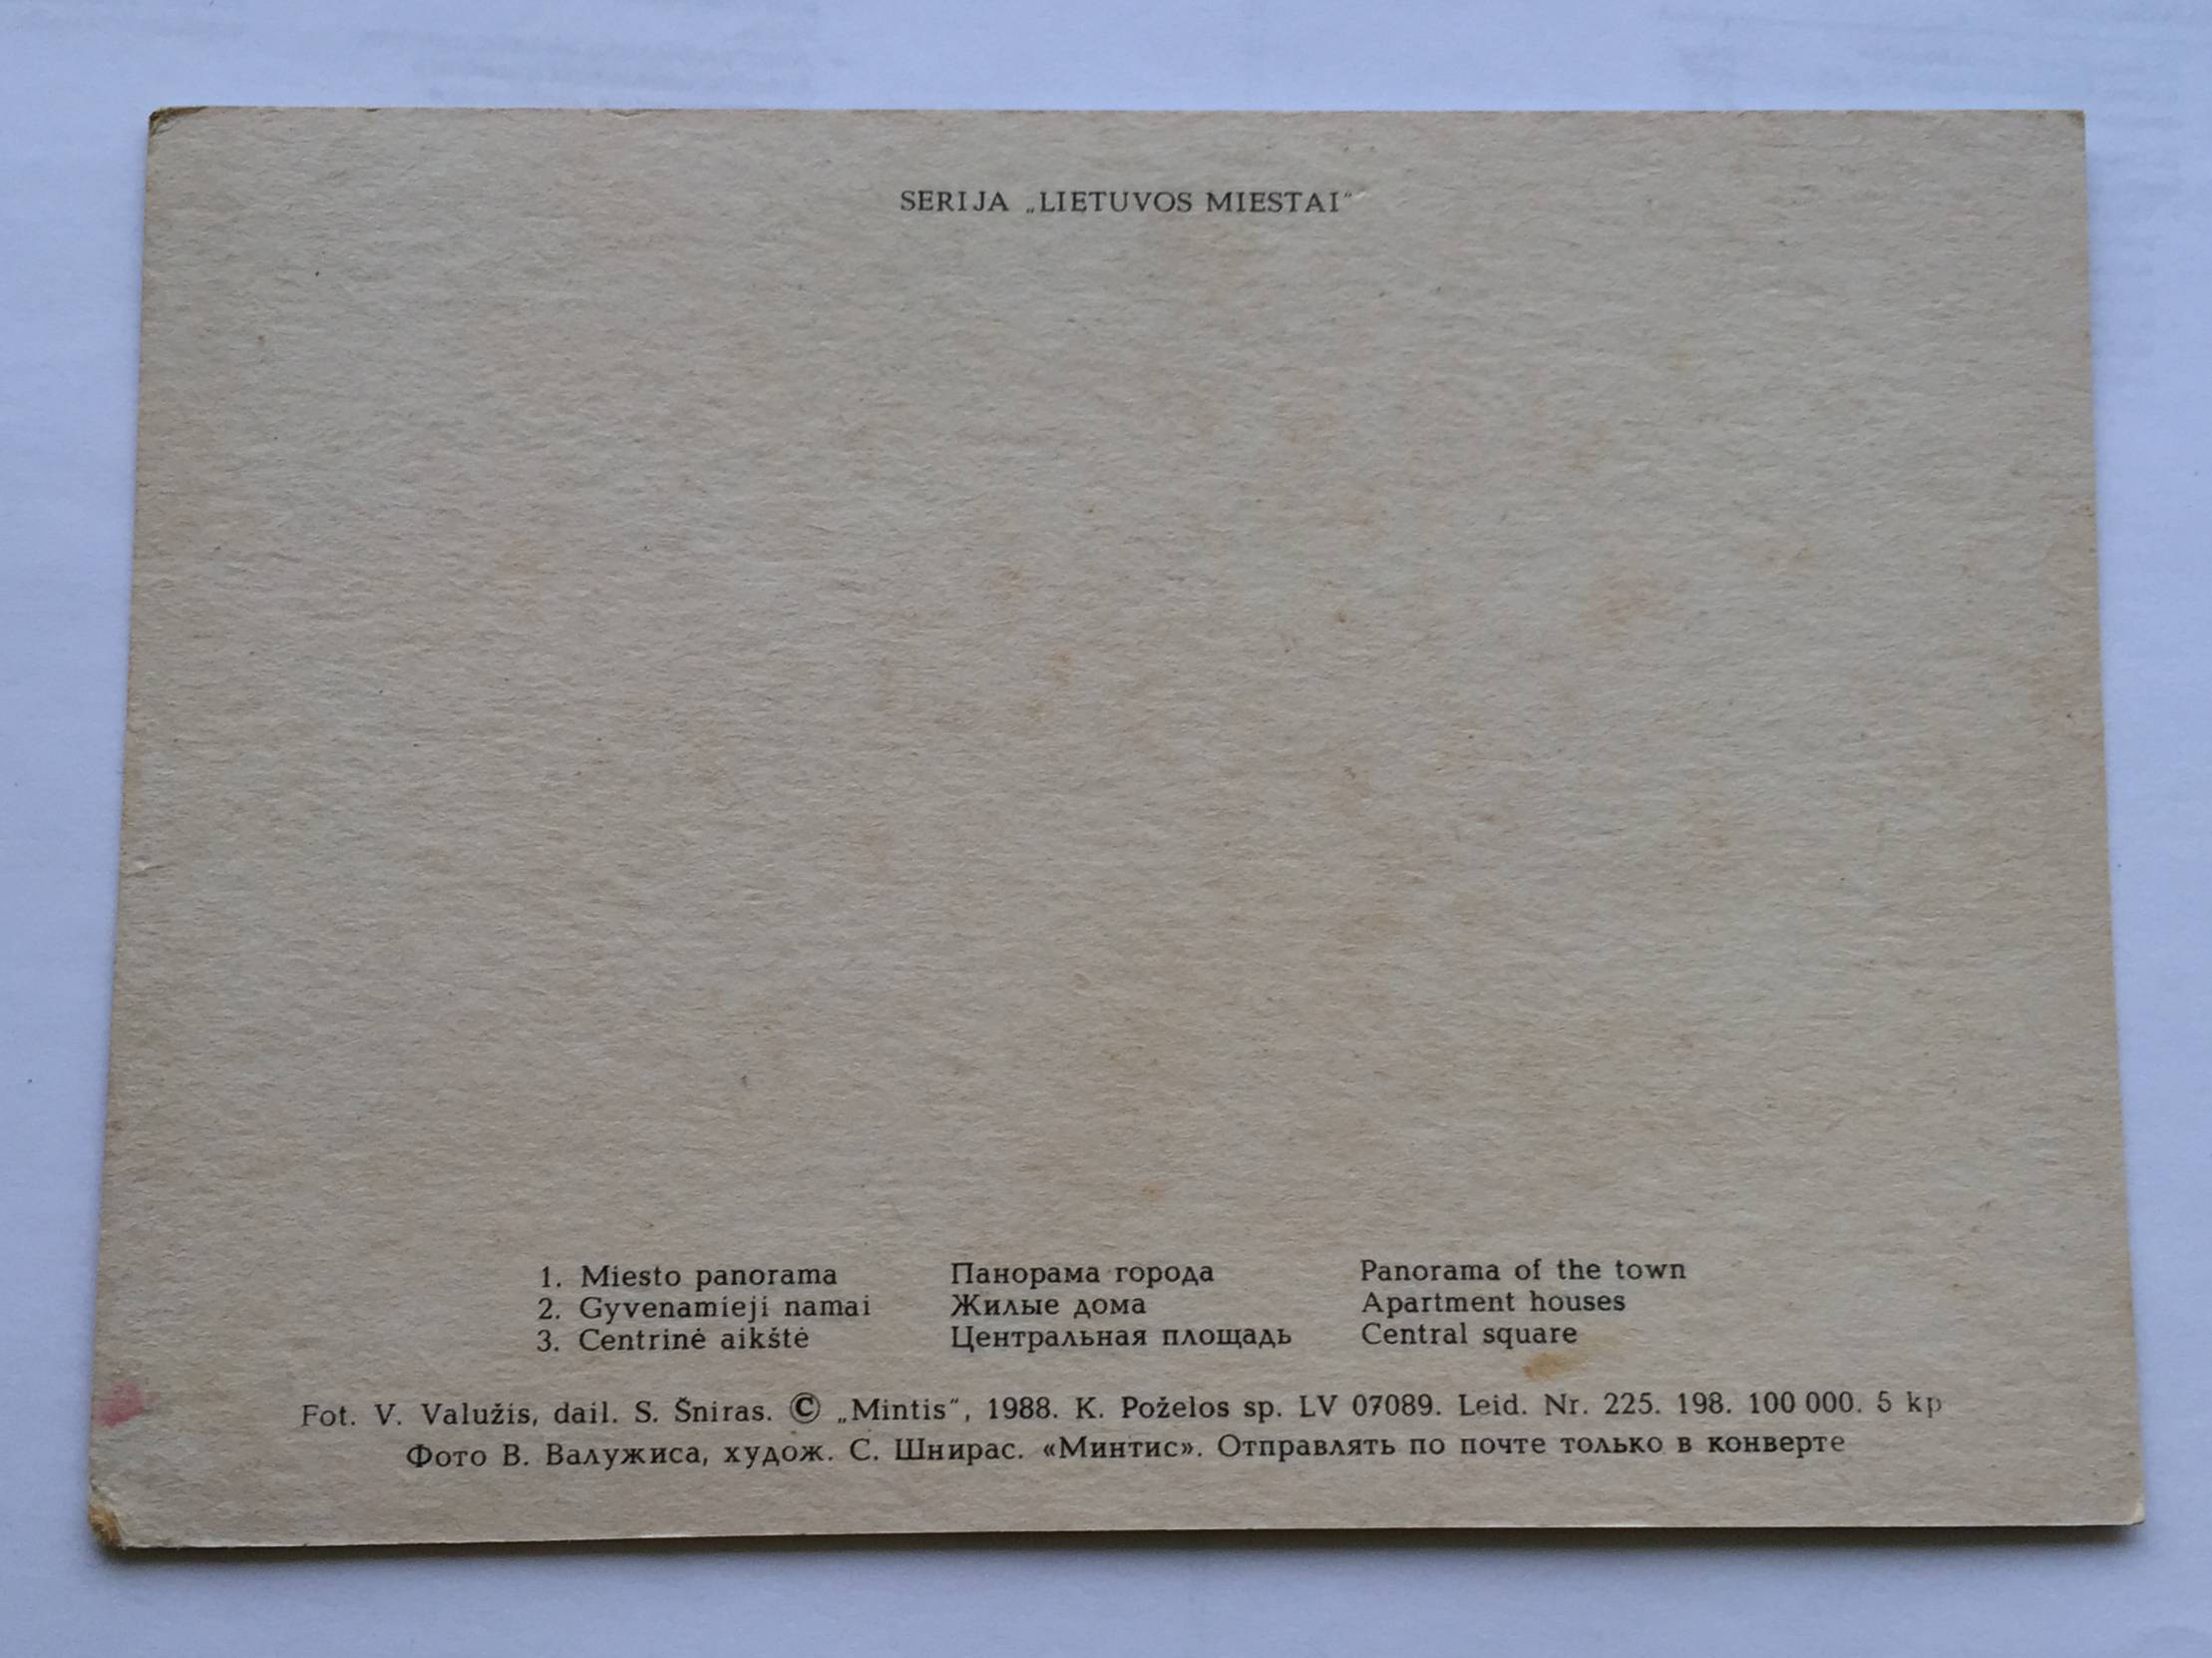 SERIJA „LIETUVOS MIESTAI“
1. Miesto panorama Панорама города Panorama of the town
2. Gyvenamieji namai Жилые дома Apartment houses
3. Centrinė aikštė Центральная площадь Central square
Fot. V. Valužis, dail. S. Šniras. © „Mintis“, 1988. K. Poželos sp. LV 07089. Leid. Nr. 225. 198. 100 000. 5 kp
Фото В. Валужиса, худож. С. Шнирас. «Минтис». Отправлять по почте только в конверте